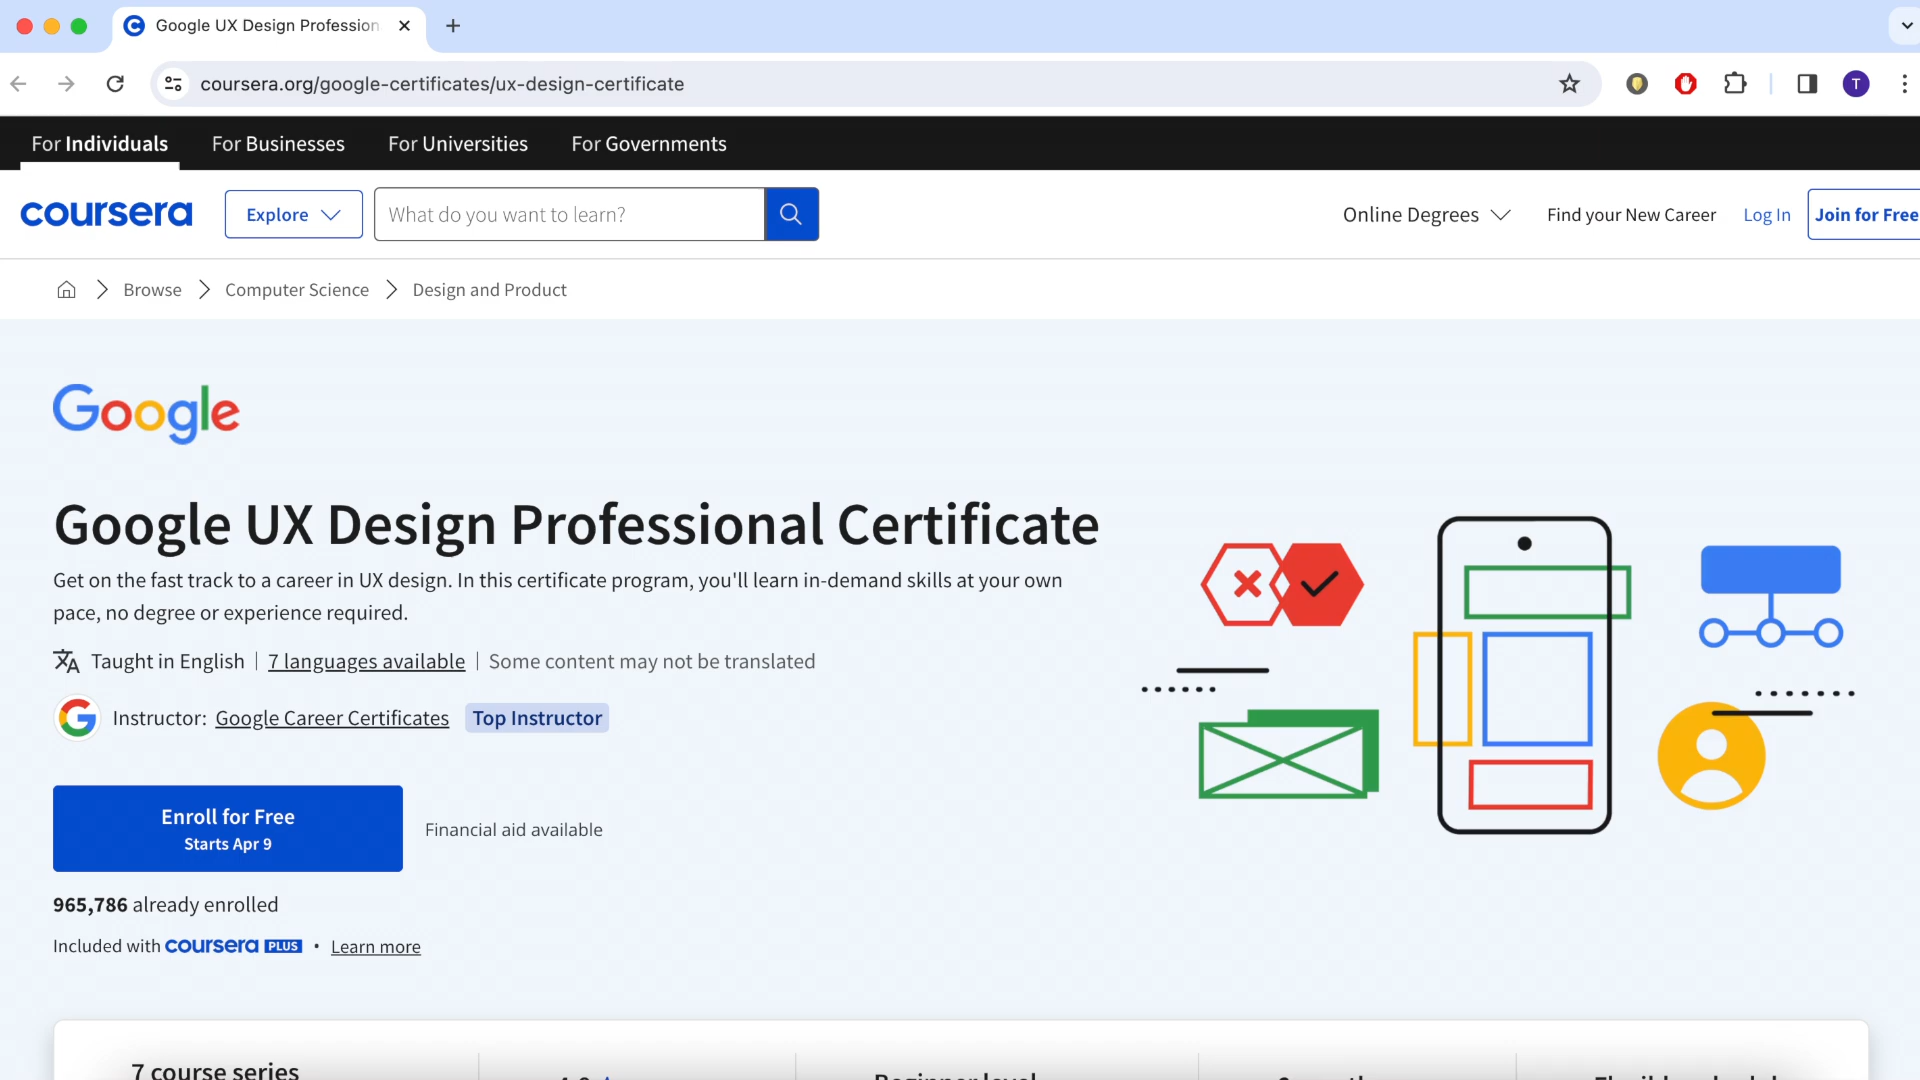 Google UX Design Profession
coursera.org/google-certificates/ux-design-certificate
T
For Individuals
For Businesses
For Universities
For Governments
coursera
Explore
What do you want to learn?
Online Degrees
Find your New Career
Log In
Join for Free
Browse
Computer Science
Design and Product
Google
Google UX Design Professional Certificate
Get on the fast track to a career in UX design. In this certificate program, you'll learn in-demand skills at your own
pace, no degree or experience required.
Taught in English | 7 languages available | Some content may not be translated
Instructor: Google Career Certificates Top Instructor
Enroll for Free
Starts Apr 9
Financial aid available
965,786 already enrolled
Included with coursera PLUS • Learn more
7 course series
Beginner level